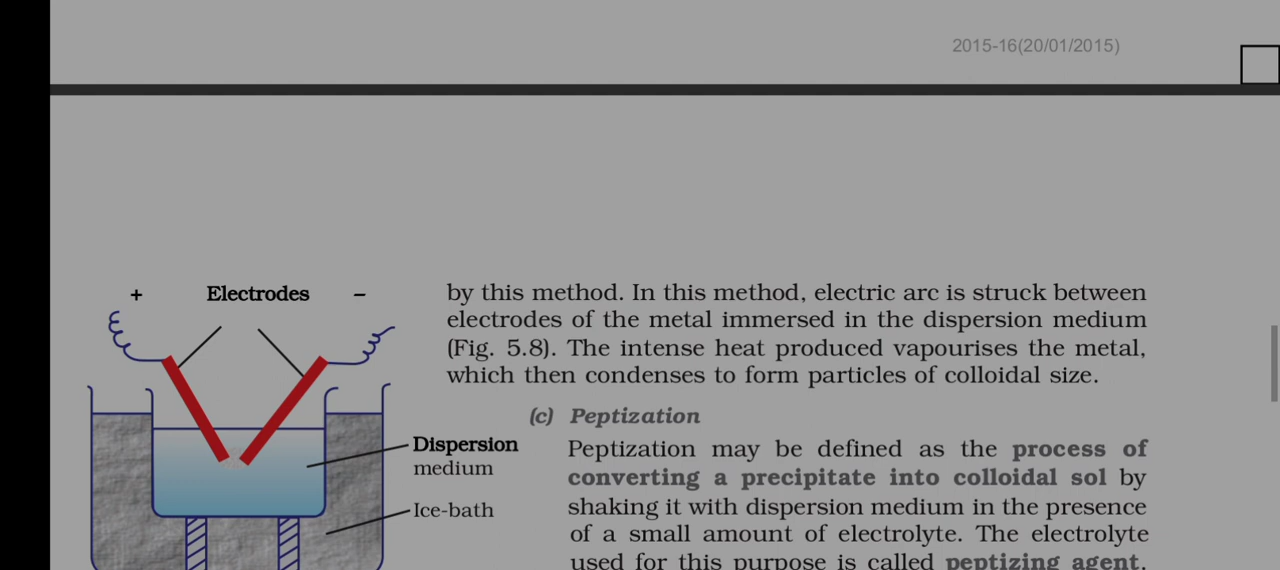 2015-16(20/01/2015)
+ Electrodes –
by this method. In this method, electric arc is struck between
electrodes of the metal immersed in the dispersion medium
(Fig. 5.8). The intense heat produced vapourises the metal,
which then condenses to form particles of colloidal size.
Dispersion
medium
Ice-bath
(c) Peptization
Peptization may be defined as the process of
converting a precipitate into colloidal sol by
shaking it with dispersion medium in the presence
of a small amount of electrolyte. The electrolyte
used for this purpose is called peptizing agent.